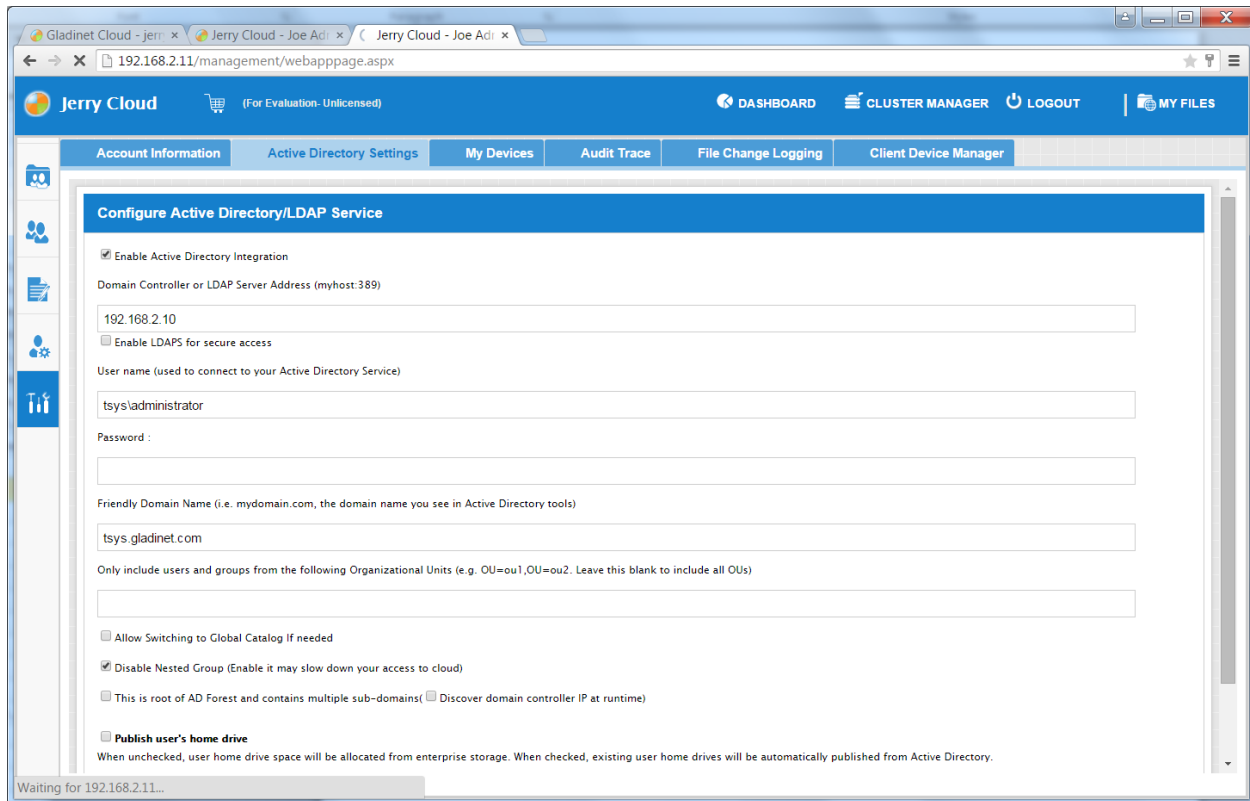 Gladinet Cloud - jerr
Jerry Cloud - Joe Adr
Jerry Cloud - Joe Adr
192.168.2.11/management/webapppage.aspx
Jerry Cloud (For Evaluation- Unlicensed) DASHBOARD CLUSTER MANAGER LOGOUT | MY FILES
Account Information Active Directory Settings My Devices Audit Trace File Change Logging Client Device Manager
Configure Active Directory/LDAP Service
Enable Active Directory Integration
Domain Controller or LDAP Server Address (myhost:389)
192.168.2.10
Enable LDAPS for secure access
User name (used to connect to your Active Directory Service)
tsys\administrator
Password :
Friendly Domain Name (i.e. mydomain.com, the domain name you see in Active Directory tools)
tsys.gladinet.com
Only include users and groups from the following Organizational Units (e.g. OU=ou1,OU=ou2. Leave this blank to include all OUs)
Allow Switching to Global Catalog If needed
Disable Nested Group (Enable it may slow down your access to cloud)
This is root of AD Forest and contains multiple sub-domains( Discover domain controller IP at runtime)
Publish user's home drive
When unchecked, user home drive space will be allocated from enterprise storage. When checked, existing user home drives will be automatically published from Active Directory.
Waiting for 192.168.2.11...